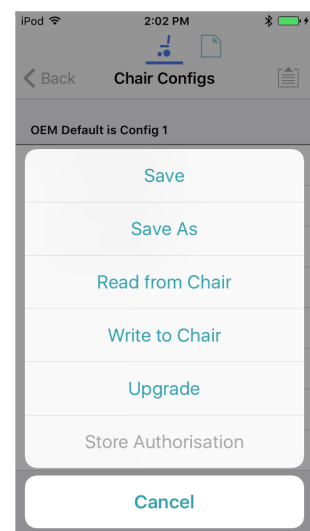 iPod 2:02 PM
Back Chair Configs
OEM Default is Config 1
Save
Save As
Read from Chair
Write to Chair
Upgrade
Store Authorisation
Cancel